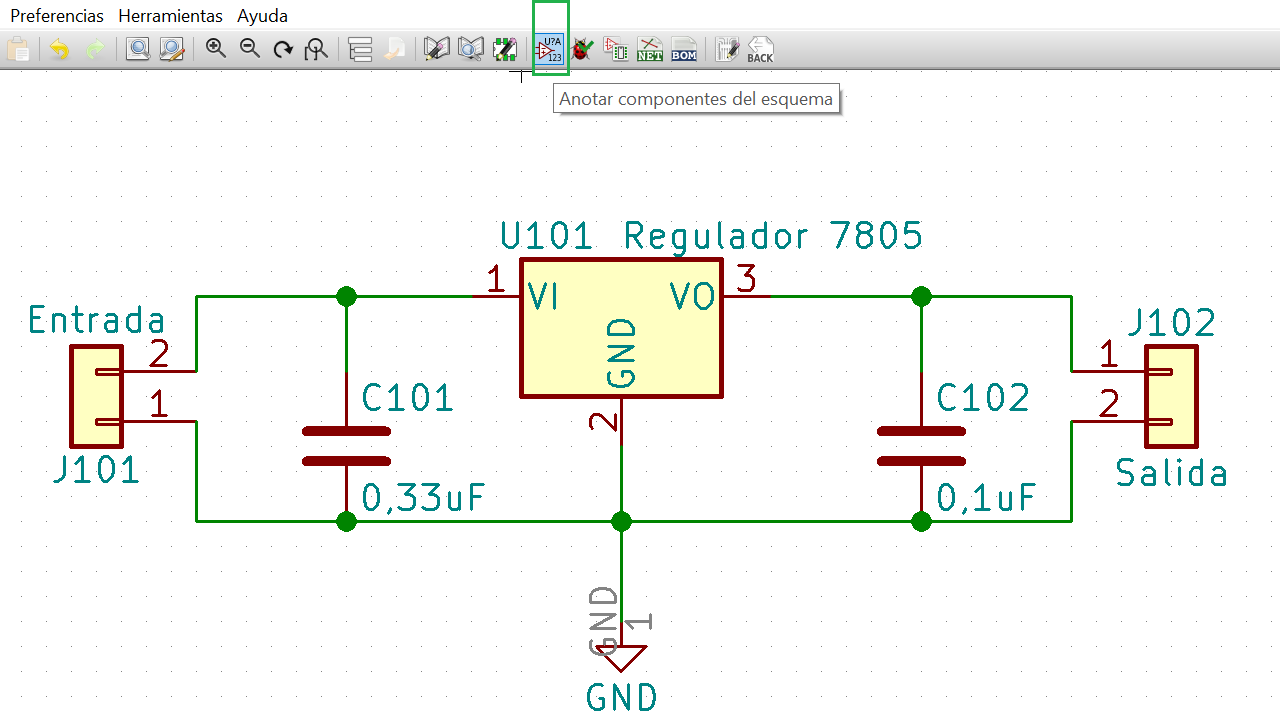 Preferencias Herramientas Ayuda
U?A
123
NET
BOM
BACK
Anotar componentes del esquema
U101 Regulador 7805
1
VI
VO
3
GND
2
Entrada
2
1
J101
C101
0,33uF
C102
0,1uF
J102
1
2
Salida
GND
1
GND